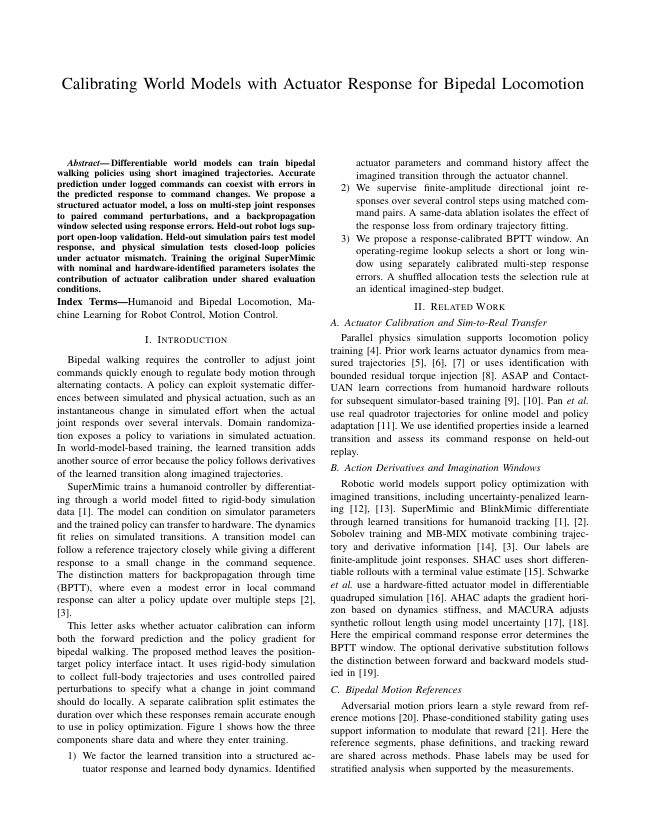 Calibrating World Models with Actuator Response for Bipedal Locomotion
Abstract—Differentiable world models can train bipedal
walking policies using short imagined trajectories. Accurate
prediction under logged commands can coexist with errors in
the predicted response to command changes. We propose a
structured actuator model, a loss on multi-step joint responses
to paired command perturbations, and a backpropagation
window selected using response errors. Held-out robot logs sup-
port open-loop validation. Held-out simulation pairs test model
response, and physical simulation tests closed-loop policies
under actuator mismatch. Training the original SuperMimic
with nominal and hardware-identified parameters isolates the
contribution of actuator calibration under shared evaluation
conditions.
Index Terms—Humanoid and Bipedal Locomotion, Ma-
chine Learning for Robot Control, Motion Control.
I. INTRODUCTION
Bipedal walking requires the controller to adjust joint
commands quickly enough to regulate body motion through
alternating contacts. A policy can exploit systematic differ-
ences between simulated and physical actuation, such as an
instantaneous change in simulated effort when the actual
joint responds over several intervals. Domain randomiza-
tion exposes a policy to variations in simulated actuation.
In world-model-based training, the learned transition adds
another source of error because the policy follows derivatives
of the learned transition along imagined trajectories.
SuperMimic trains a humanoid controller by differentiat-
ing through a world model fitted to rigid-body simulation
data [1]. The model can condition on simulator parameters
and the trained policy can transfer to hardware. The dynamics
fit relies on simulated transitions. A transition model can
follow a reference trajectory closely while giving a different
response to a small change in the command sequence.
The distinction matters for backpropagation through time
(BPTT), where even a modest error in local command
response can alter a policy update over multiple steps [2],
[3].
This letter asks whether actuator calibration can inform
both the forward prediction and the policy gradient for
bipedal walking. The proposed method leaves the position-
target policy interface intact. It uses rigid-body simulation
to collect full-body trajectories and uses controlled paired
perturbations to specify what a change in joint command
should do locally. A separate calibration split estimates the
duration over which these responses remain accurate enough
to use in policy optimization. Figure 1 shows how the three
components share data and where they enter training.
1) We factor the learned transition into a structured ac-
tuator response and learned body dynamics. Identified
actuator parameters and command history affect the
imagined transition through the actuator channel.
2) We supervise finite-amplitude directional joint re-
sponses over several control steps using matched com-
mand pairs. A same-data ablation isolates the effect of
the response loss from ordinary trajectory fitting.
3) We propose a response-calibrated BPTT window. An
operating-regime lookup selects a short or long win-
dow using separately calibrated multi-step response
errors. A shuffled allocation tests the selection rule at
an identical imagined-step budget.
II. RELATED WORK
A. Actuator Calibration and Sim-to-Real Transfer
Parallel physics simulation supports locomotion policy
training [4]. Prior work learns actuator dynamics from mea-
sured trajectories [5], [6], [7] or uses identification with
bounded residual torque injection [8]. ASAP and Contact-
UAN learn corrections from humanoid hardware rollouts
for subsequent simulator-based training [9], [10]. Pan et al.
use real quadrotor trajectories for online model and policy
adaptation [11]. We use identified properties inside a learned
transition and assess its command response on held-out
replay.
B. Action Derivatives and Imagination Windows
Robotic world models support policy optimization with
imagined transitions, including uncertainty-penalized learn-
ing [12], [13]. SuperMimic and BlinkMimic differentiate
through learned transitions for humanoid tracking [1], [2].
Sobolev training and MB-MIX motivate combining trajec-
tory and derivative information [14], [3]. Our labels are
finite-amplitude joint responses. SHAC uses short differen-
tiable rollouts with a terminal value estimate [15]. Schwarke
et al. use a hardware-fitted actuator model in differentiable
quadruped simulation [16]. AHAC adapts the gradient hori-
zon based on dynamics stiffness, and MACURA adjusts
synthetic rollout length using model uncertainty [17], [18].
Here the empirical command response error determines the
BPTT window. The optional derivative substitution follows
the distinction between forward and backward models stud-
ied in [19].
C. Bipedal Motion References
Adversarial motion priors learn a style reward from ref-
erence motions [20]. Phase-conditioned stability gating uses
support information to modulate that reward [21]. Here the
reference segments, phase definitions, and tracking reward
are shared across methods. Phase labels may be used for
stratified analysis when supported by the measurements.